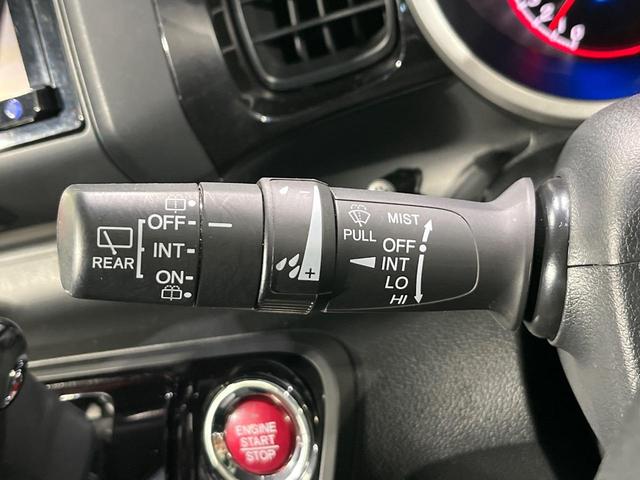 OFF
INT
REAR
ON
- +
PULL
MIST
OFF
INT
LO
HI
ENGINE
START
STOP